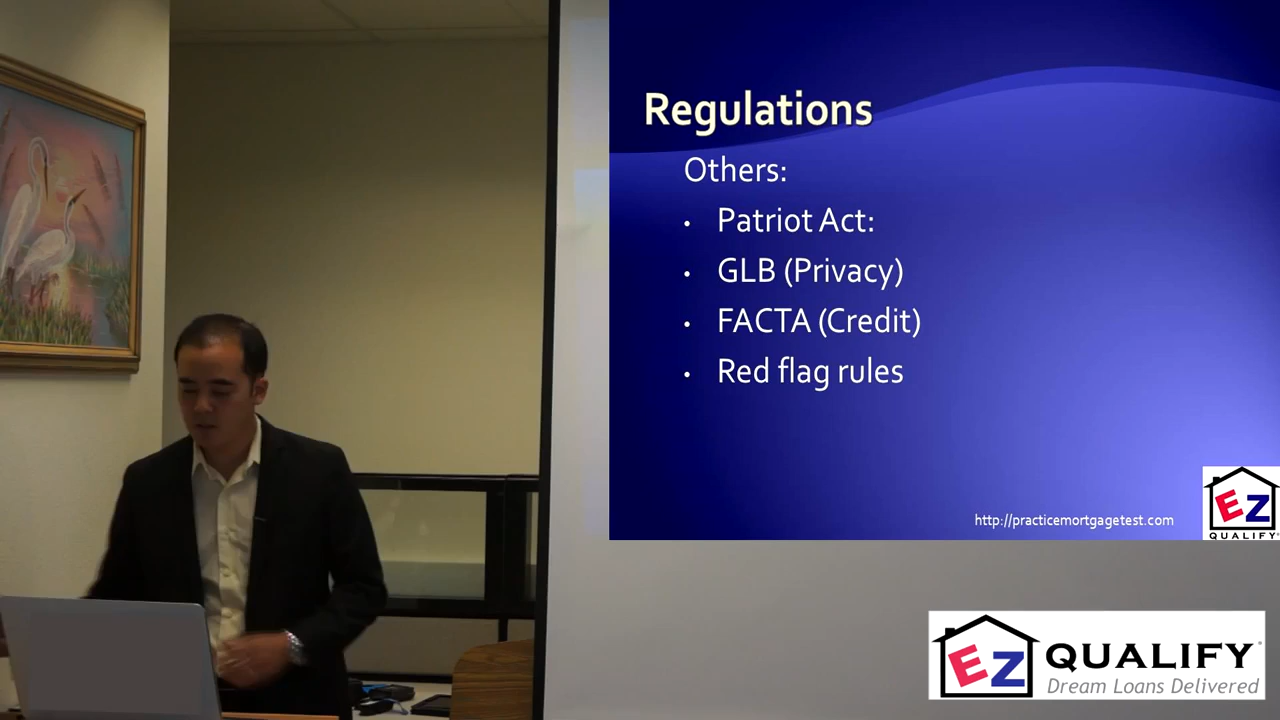 Regulations
Others:
• Patriot Act:
• GLB (Privacy)
• FACTA (Credit)
• Red flag rules
http://practicemortgagetest.com
EZ
QUALIFY
EZ QUALIFY
Dream Loans Delivered